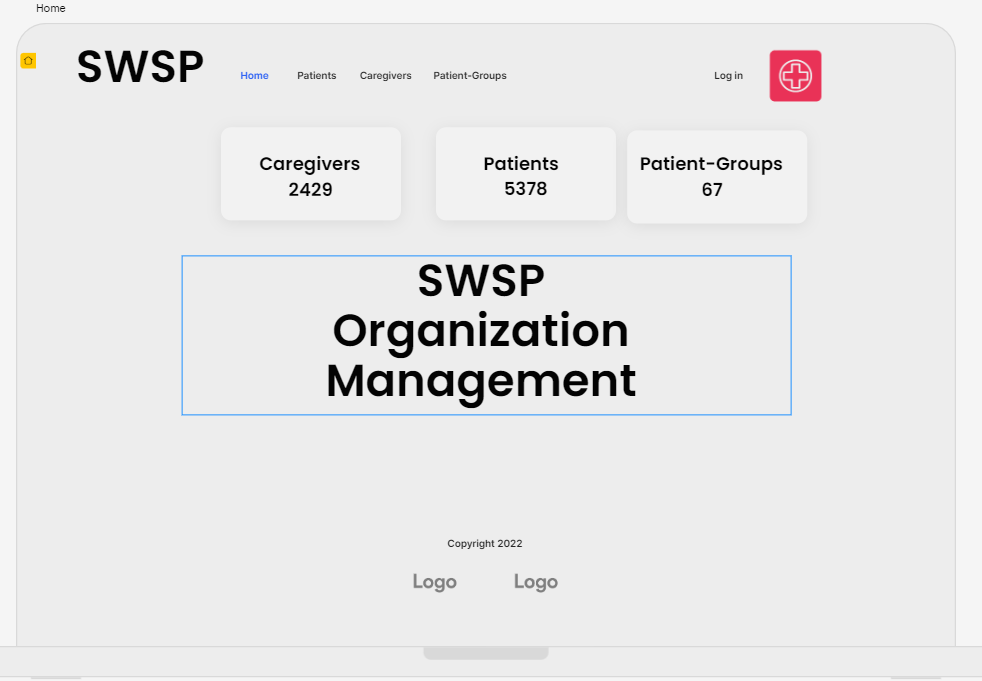 Home
SWSP
Home Patients Caregivers Patient-Groups Log in
Caregivers
2429
Patients
5378
Patient-Groups
67
SWSP
Organization
Management
Copyright 2022
Logo Logo